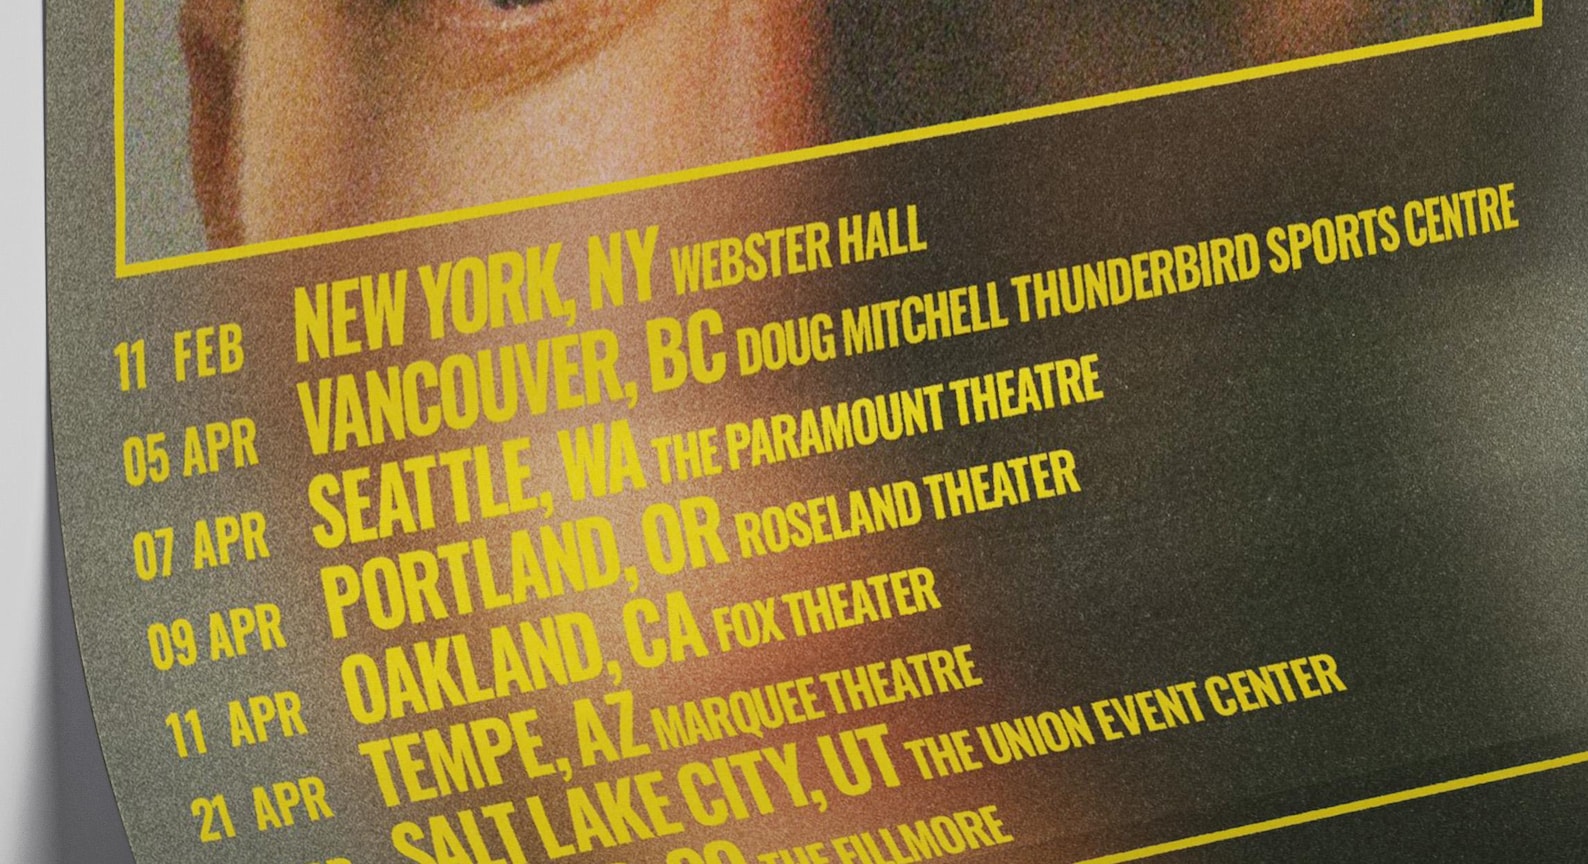 11 FEB NEW YORK, NY WEBSTER HALL
05 APR VANCOUVER, BC DOUG MITCHELL THUNDERBIRD SPORTS CENTRE
07 APR SEATTLE, WA THE PARAMOUNT THEATRE
09 APR PORTLAND, OR ROSELAND THEATER
11 APR OAKLAND, CA FOX THEATER
21 APR TEMPE, AZ MARQUEE THEATRE
SALT LAKE CITY, UT THE UNION EVENT CENTER
CO THE FILLMORE